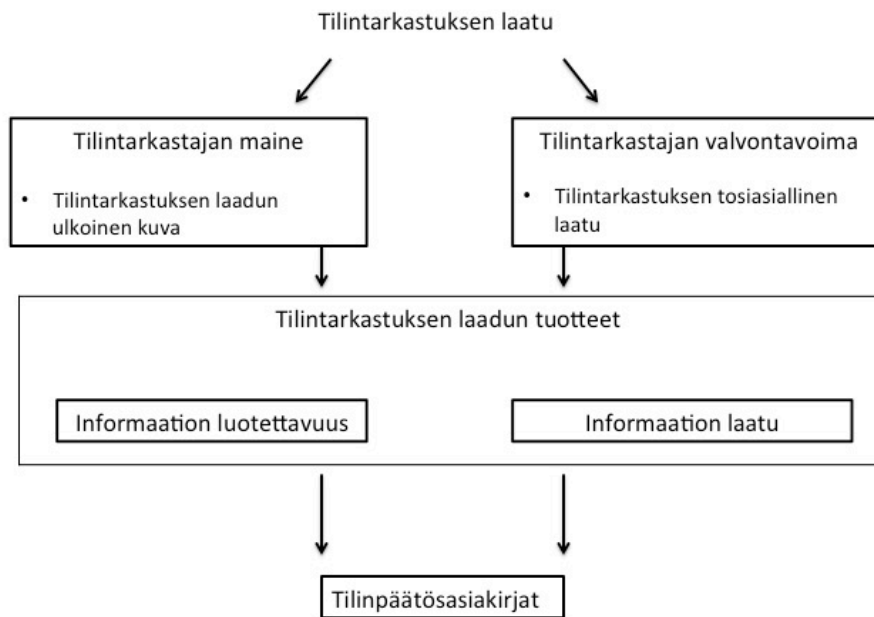 Tilintarkastuksen laatu
Tilintarkastajan maine
• Tilintarkastuksen laadun
ulkoinen kuva
Tilintarkastajan valvontavoima
• Tilintarkastuksen tosiasiallinen
laatu
Tilintarkastuksen laadun tuotteet
Informaation luotettavuus
Informaation laatu
Tilinpäätösasiakirjat